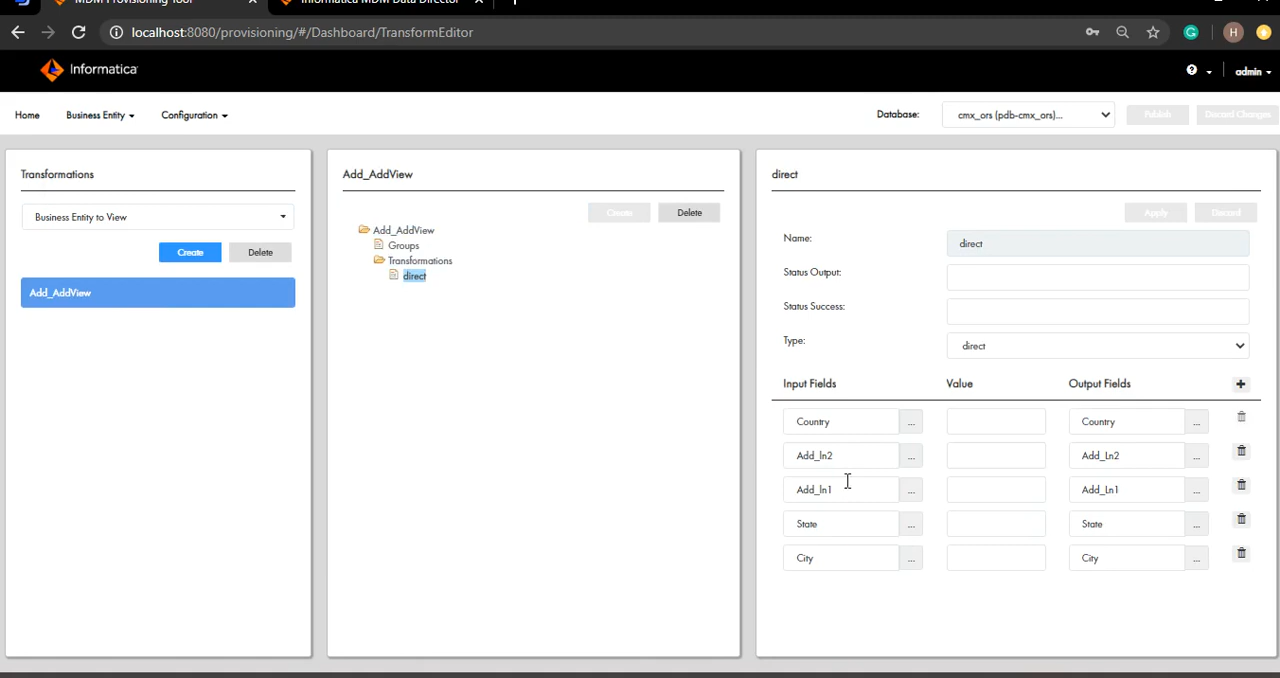 MDM Provisioning Tool
Informatica MDM Data Director
localhost:8080/provisioning/#/Dashboard/TransformEditor
H
Informatica
admin
Home
Business Entity
Configuration
Database:
cmx_ors (pdb-cmx_ors)...
Publish
Discard Changes
Transformations
Business Entity to View
Create
Delete
Add_AddView
Add_AddView
Create
Delete
Add_AddView
Groups
Transformations
direct
direct
Apply
Discard
Name:
direct
Status Output:
Status Success:
Type:
direct
Input Fields
Value
Output Fields
Country
...
Country
...
Add_ln2
...
Add_Ln2
...
Add_ln1
...
Add_Ln1
...
State
...
State
...
City
...
City
...